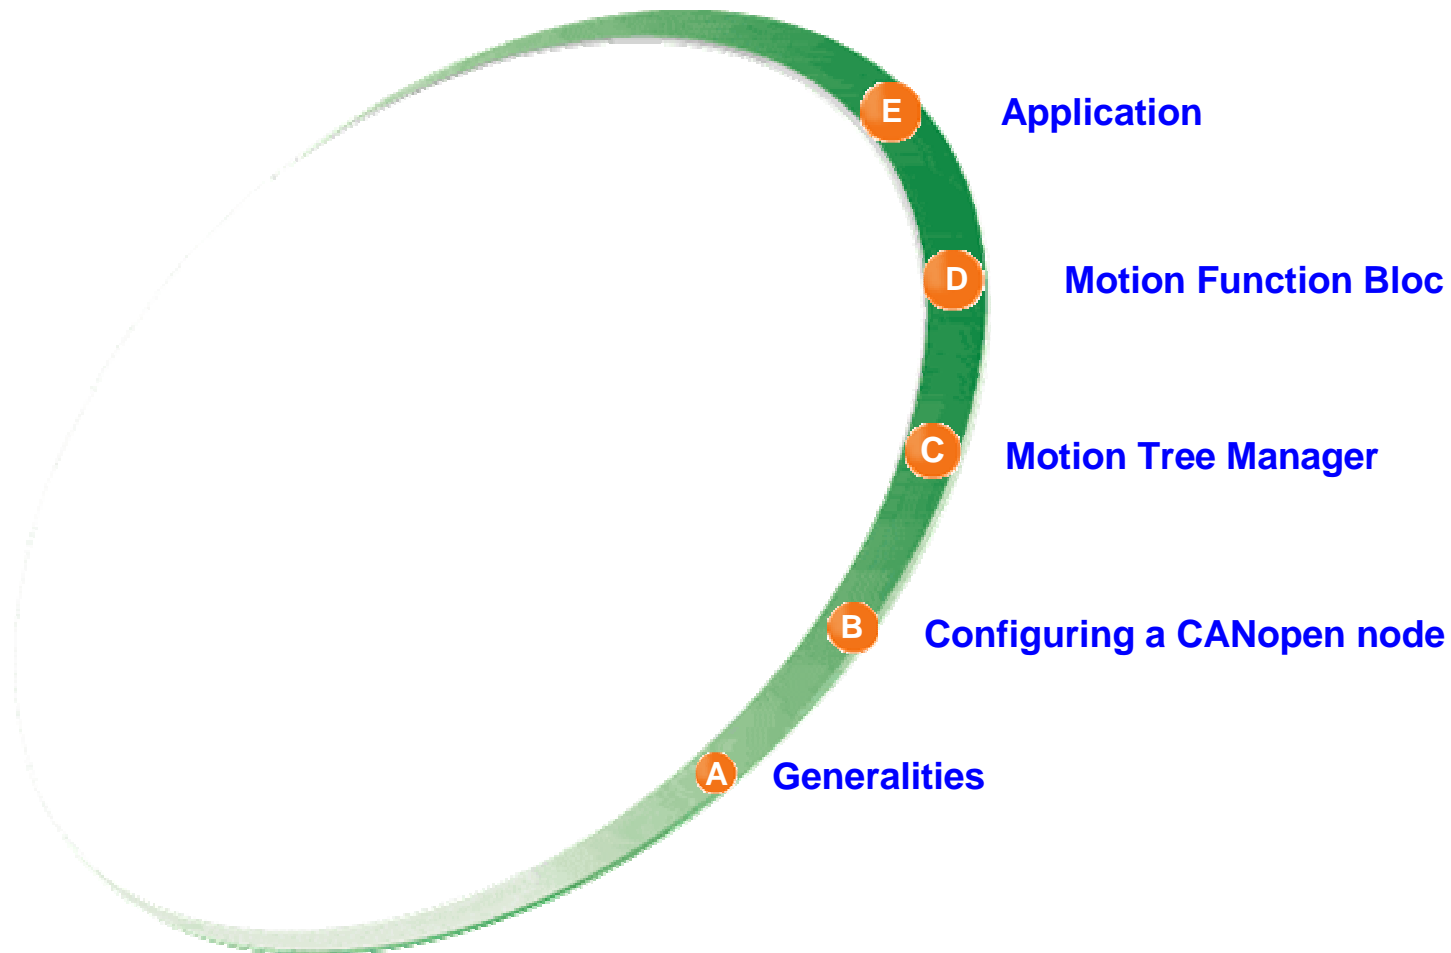 E Application
D Motion Function Bloc
C Motion Tree Manager
B Configuring a CANopen node
A Generalities